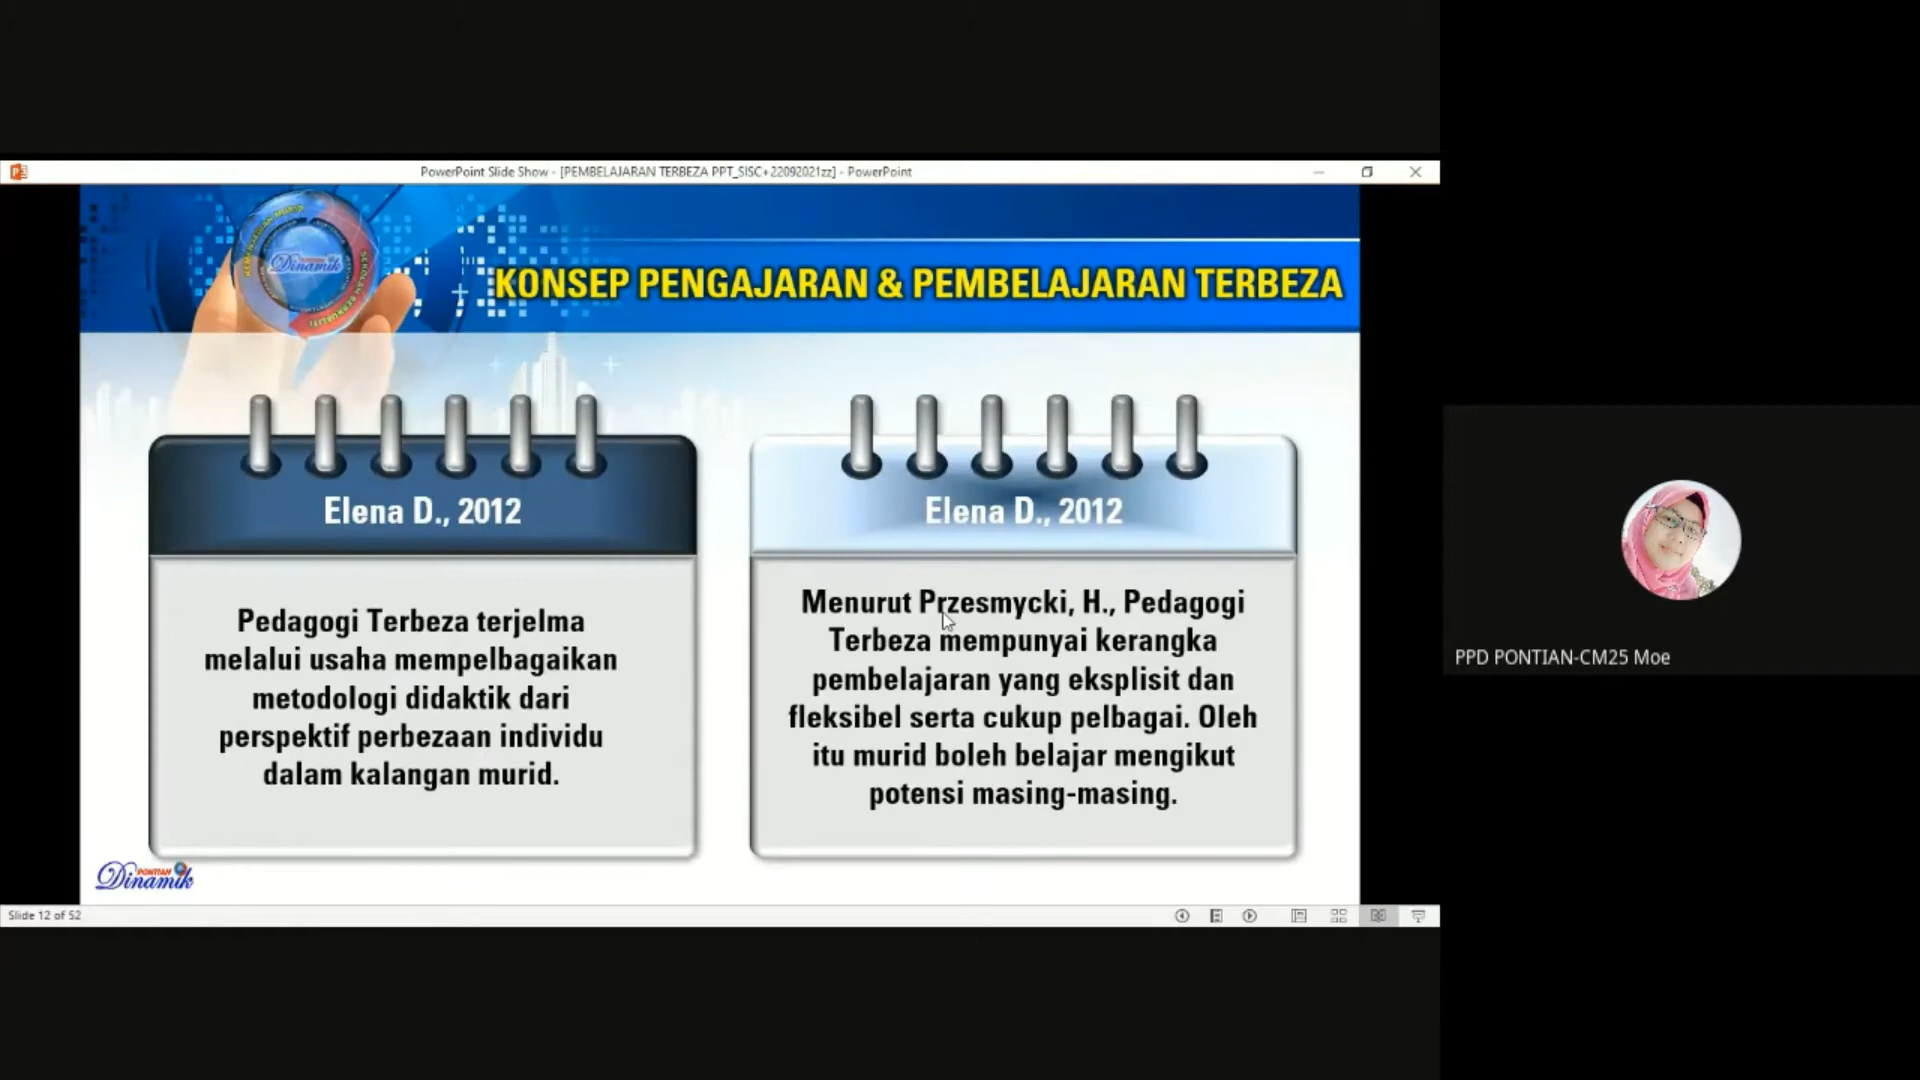 PowerPoint Slide Show - [PEMBELAJARAN TERBEZA PPT_SISC+22092021zz] - PowerPoint
Dinamik
KONSEP PENGAJARAN & PEMBELAJARAN TERBEZA
Elena D., 2012
Pedagogi Terbeza terjelma
melalui usaha mempelbagaikan
metodologi didaktik dari
perspektif perbezaan individu
dalam kalangan murid.
Elena D., 2012
Menurut Przesmycki, H., Pedagogi
Terbeza mempunyai kerangka
pembelajaran yang eksplisit dan
fleksibel serta cukup pelbagai. Oleh
itu murid boleh belajar mengikut
potensi masing-masing.
PONTIAN
Dinamik
Slide 12 of 52
PPD PONTIAN-CM25 Moe